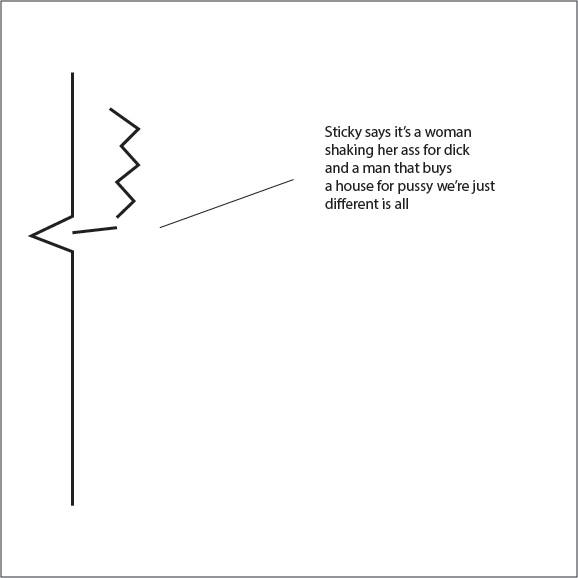 Sticky says it's a woman
shaking her ass for dick
and a man that buys
a house for pussy we're just
different is all